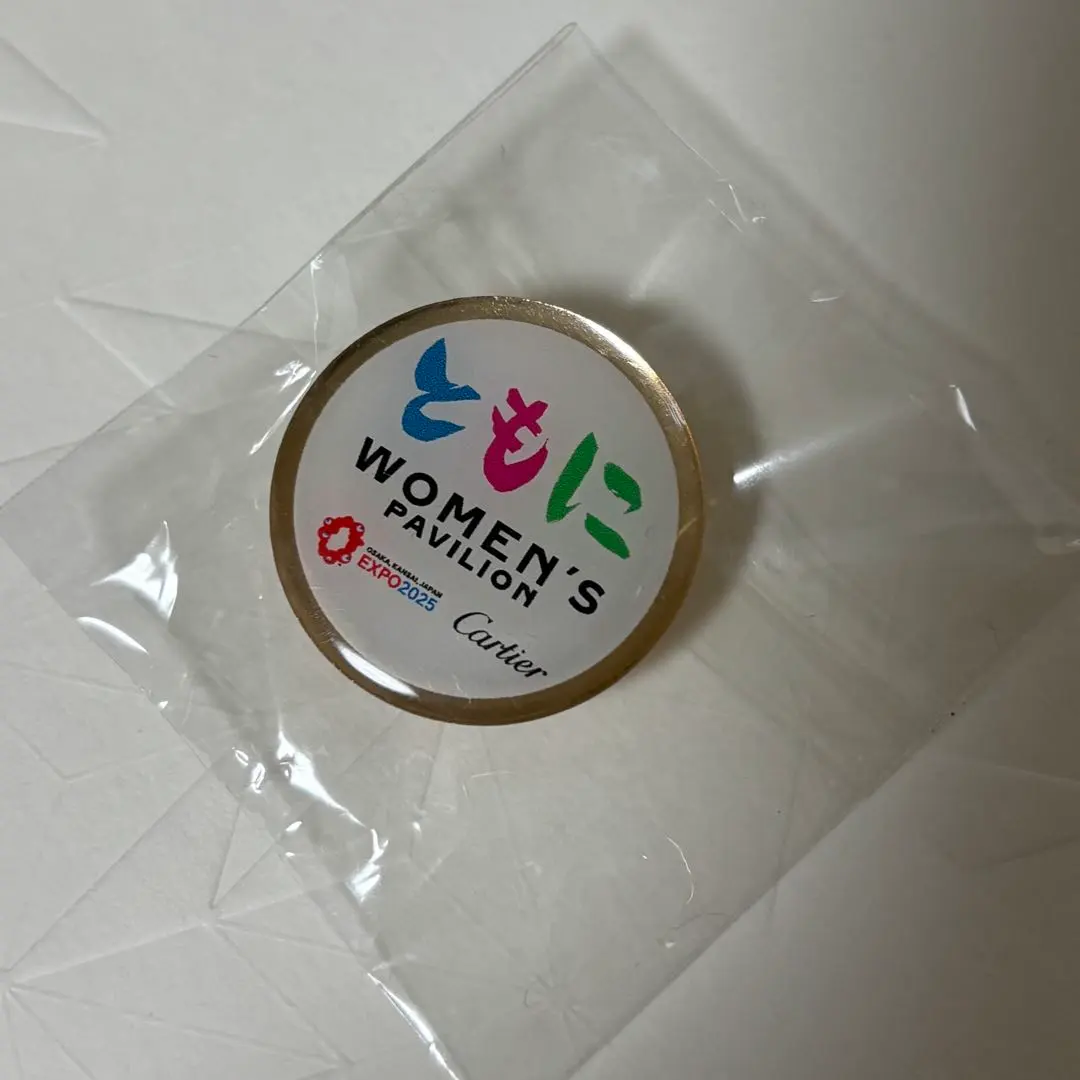 ともに
WOMEN'S
PAVILION
OSAKA, KANSAI, JAPAN
EXPO2025
Cartier